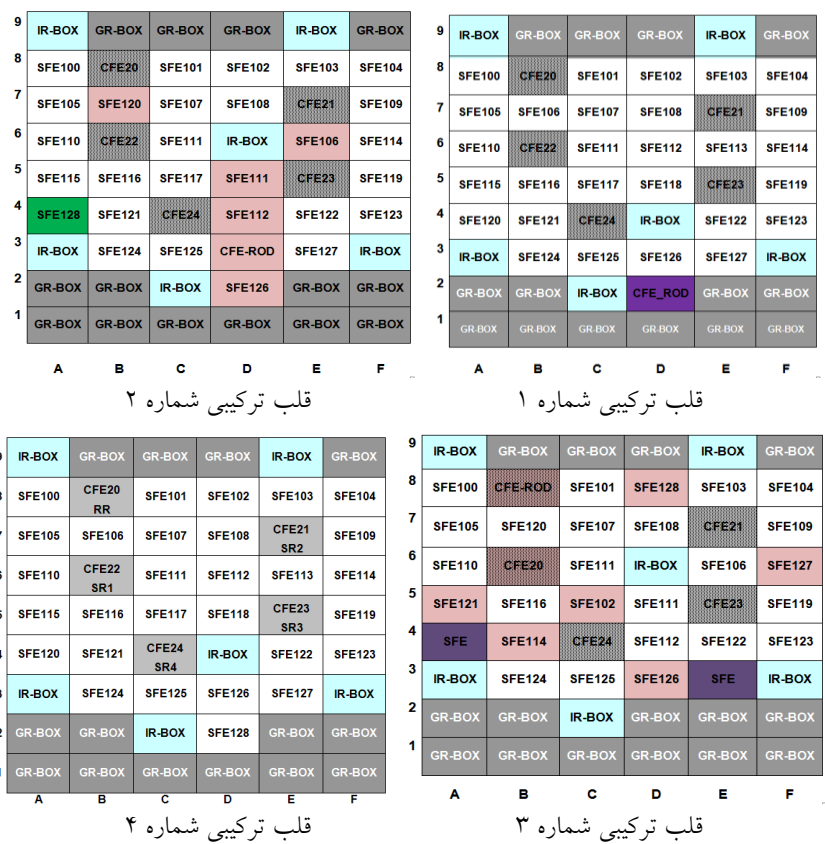 9 IR-BOX GR-BOX GR-BOX GR-BOX IR-BOX GR-BOX
8 SFE100 CFE20 SFE101 SFE102 SFE103 SFE104
7 SFE105 SFE120 SFE107 SFE108 CFE21 SFE109
6 SFE110 CFE22 SFE111 IR-BOX SFE106 SFE114
5 SFE115 SFE116 SFE117 SFE111 CFE23 SFE119
4 SFE128 SFE121 CFE24 SFE112 SFE122 SFE123
3 IR-BOX SFE124 SFE125 CFE-ROD SFE127 IR-BOX
2 GR-BOX GR-BOX IR-BOX SFE126 GR-BOX GR-BOX
1 GR-BOX GR-BOX GR-BOX GR-BOX GR-BOX GR-BOX
A B C D E F
قلب ترکیبی شماره ۲
9 IR-BOX GR-BOX GR-BOX GR-BOX IR-BOX GR-BOX
8 SFE100 CFE20 SFE101 SFE102 SFE103 SFE104
7 SFE105 SFE106 SFE107 SFE108 CFE21 SFE109
6 SFE110 CFE22 SFE111 SFE112 SFE113 SFE114
5 SFE115 SFE116 SFE117 SFE118 CFE23 SFE119
4 SFE120 SFE121 CFE24 IR-BOX SFE122 SFE123
3 IR-BOX SFE124 SFE125 SFE126 SFE127 IR-BOX
2 GR-BOX GR-BOX IR-BOX CFE_ROD GR-BOX GR-BOX
1 GR-BOX GR-BOX GR-BOX GR-BOX GR-BOX GR-BOX
A B C D E F
قلب ترکیبی شماره ۱
IR-BOX GR-BOX GR-BOX GR-BOX IR-BOX GR-BOX
SFE100 CFE20 SFE101 SFE102 SFE103 SFE104
RR
SFE105 SFE106 SFE107 SFE108 CFE21 SFE109
SR2
SFE110 CFE22 SFE111 SFE112 SFE113 SFE114
SR1
SFE115 SFE116 SFE117 SFE118 CFE23 SFE119
SR3
SFE120 SFE121 CFE24 IR-BOX SFE122 SFE123
SR4
IR-BOX SFE124 SFE125 SFE126 SFE127 IR-BOX
GR-BOX GR-BOX IR-BOX SFE128 GR-BOX GR-BOX
GR-BOX GR-BOX GR-BOX GR-BOX GR-BOX GR-BOX
A B C D E F
قلب ترکیبی شماره ۴
9 IR-BOX GR-BOX GR-BOX GR-BOX IR-BOX GR-BOX
8 SFE100 CFE-ROD SFE101 SFE128 SFE103 SFE104
7 SFE105 SFE120 SFE107 SFE108 CFE21 SFE109
6 SFE110 CFE20 SFE111 IR-BOX SFE106 SFE127
5 SFE121 SFE116 SFE102 SFE111 CFE23 SFE119
4 SFE SFE114 CFE24 SFE112 SFE122 SFE123
3 IR-BOX SFE124 SFE125 SFE126 SFE IR-BOX
2 GR-BOX GR-BOX IR-BOX GR-BOX GR-BOX GR-BOX
1 GR-BOX GR-BOX GR-BOX GR-BOX GR-BOX GR-BOX
A B C D E F
قلب ترکیبی شماره ۳